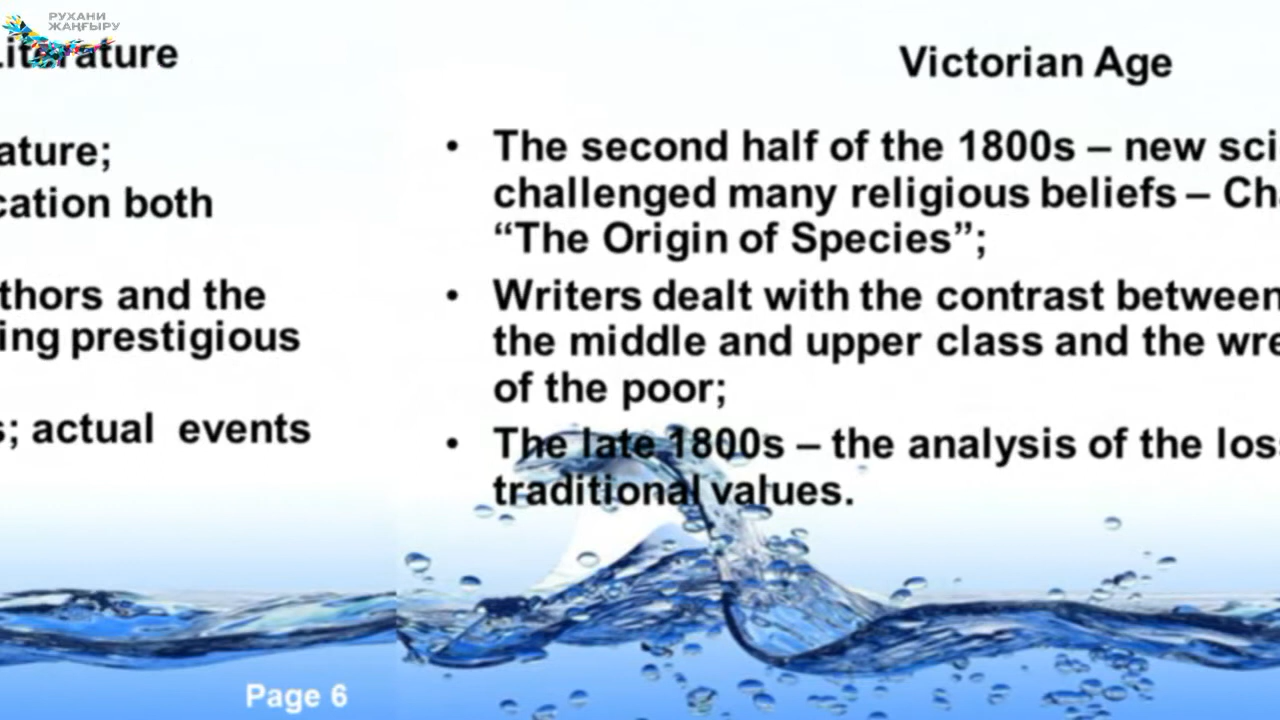 РУХАНИ
ЖАҢҒЫРУ
Literature
ature;
cation both
thors and the
ing prestigious
s; actual events
Page 6
Victorian Age
• The second half of the 1800s – new sci
challenged many religious beliefs – Cha
“The Origin of Species”;
• Writers dealt with the contrast between
the middle and upper class and the wre
of the poor;
• The late 1800s – the analysis of the los
traditional values.